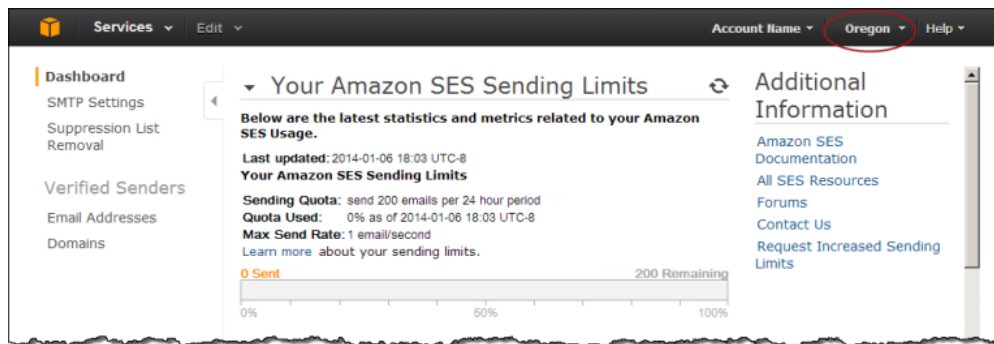 Services Edit Account Name Oregon Help
Dashboard
SMTP Settings
Suppression List
Removal
Verified Senders
Email Addresses
Domains
Your Amazon SES Sending Limits
Below are the latest statistics and metrics related to your Amazon
SES Usage.
Last updated: 2014-01-06 18:03 UTC-8
Your Amazon SES Sending Limits
Sending Quota: send 200 emails per 24 hour period
Quota Used: 0% as of 2014-01-06 18:03 UTC-8
Max Send Rate: 1 email/second
Learn more about your sending limits.
0 Sent 200 Remaining
0% 50% 100%
Additional
Information
Amazon SES
Documentation
All SES Resources
Forums
Contact Us
Request Increased Sending
Limits